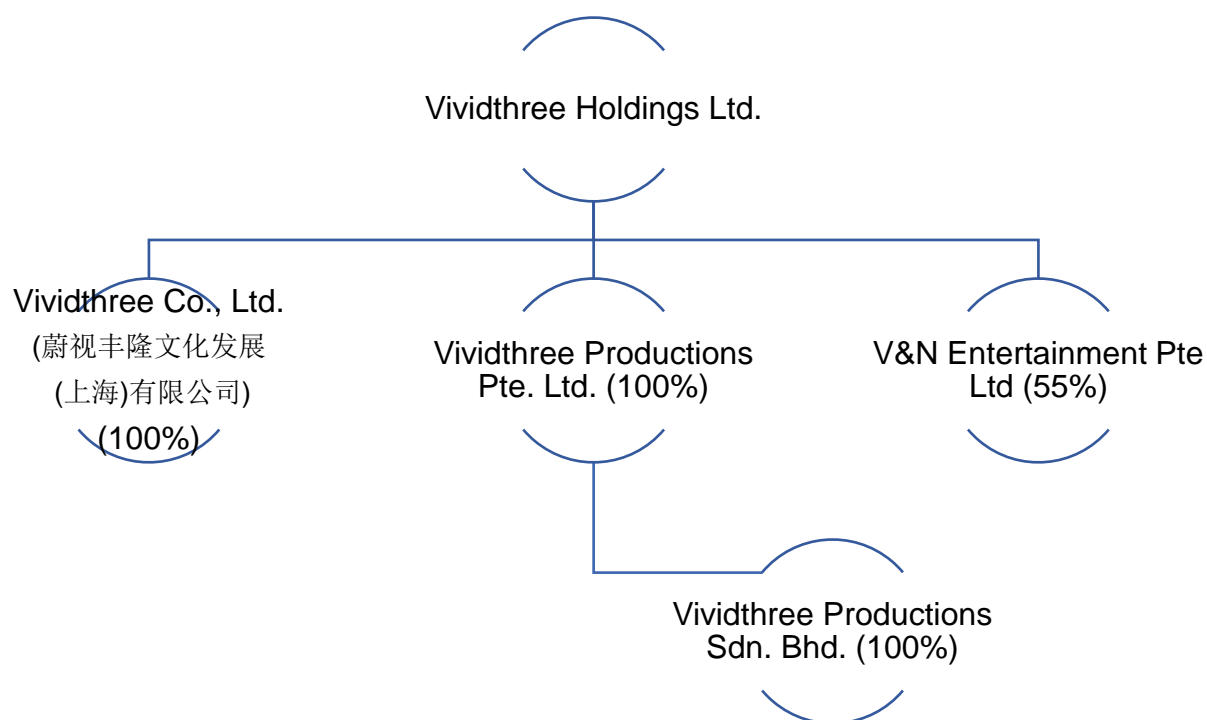 Vividthree Holdings Ltd.
Vividthree Co., Ltd.
(蔚视丰隆文化发展
(上海)有限公司)
(100%)
Vividthree Productions
Pte. Ltd. (100%)
V&N Entertainment Pte
Ltd (55%)
Vividthree Productions
Sdn. Bhd. (100%)